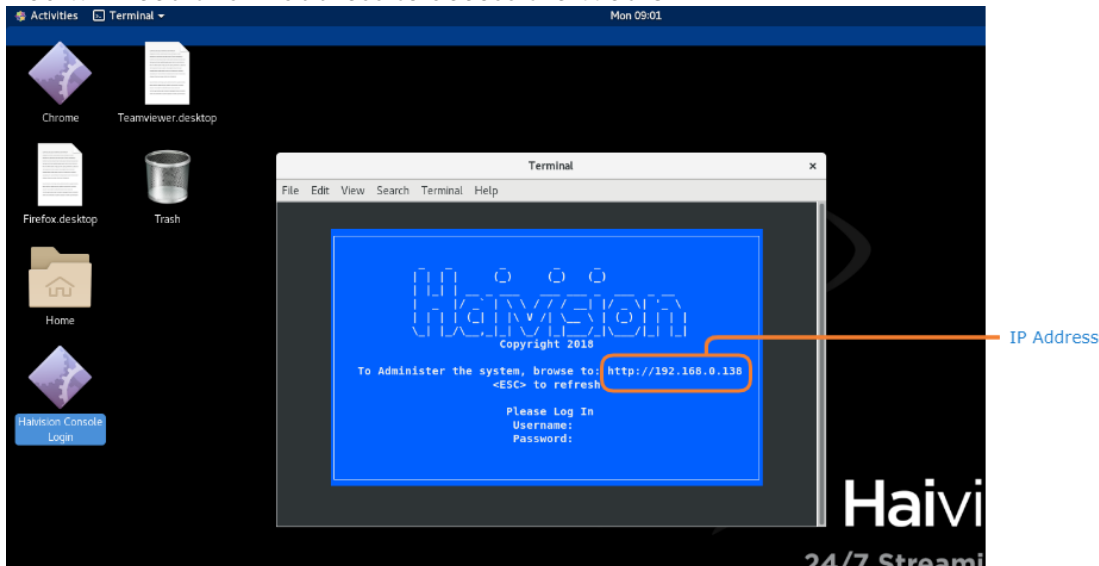 Activities Terminal Mon 09:01
Chrome
Teamviewer.desktop
Firefox.desktop
Trash
Home
Haivision Console
Login
Terminal
File Edit View Search Terminal Help
Haivision
Copyright 2018
To Administer the system, browse to: http://192.168.0.138
<ESC> to refresh
Please Log In
Username:
Password:
IP Address
Haivi
24/7 Streami